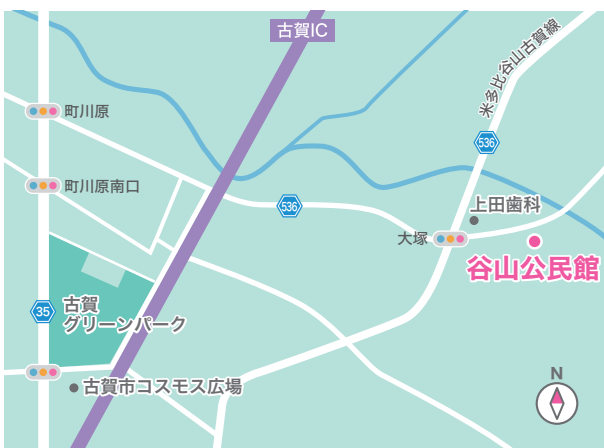 古賀IC
米多比谷山古賀線
町川原
536
町川原南口
上田歯科
536
大塚
谷山公民館
古賀
グリーンパーク
35
古賀市コスモス広場
N